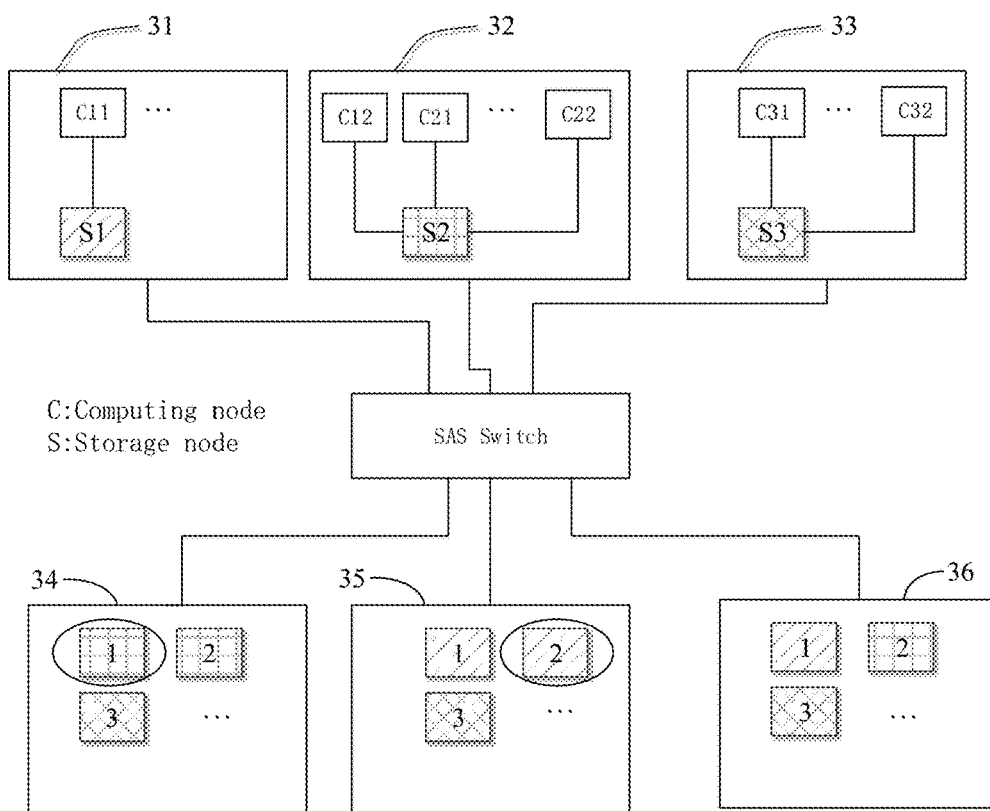 31 32 33
C11 ... C12 C21 ... C22 C31 ... C32
S1 S2 S3
C:Computing node
S:Storage node
SAS Switch
34 35 36
1 2 1 2 1 2
3 ... 3 ... 3 ...